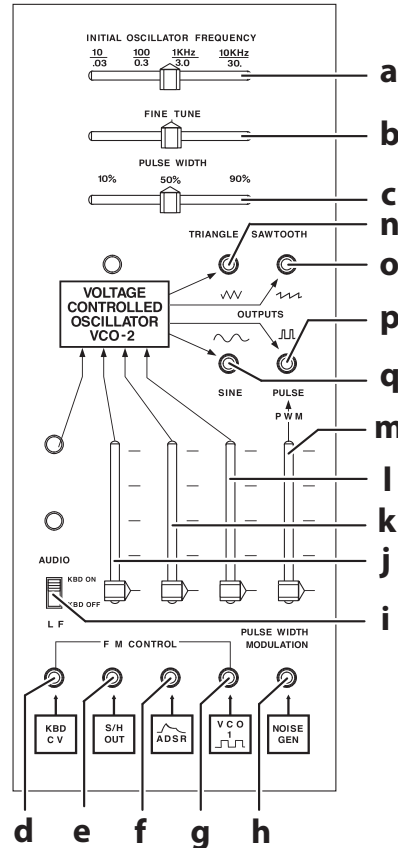 INITIAL OSCILLATOR FREQUENCY
10 100 1KHz 10KHz
.03 0.3 3.0 30.
a
FINE TUNE
b
PULSE WIDTH
10% 50% 90%
c
n
TRIANGLE SAWTOOTH
o
VOLTAGE
CONTROLLED
OSCILLATOR
VCO-2
OUTPUTS
p
q
SINE PULSE
PWM
m
l
k
j
AUDIO
KBD ON
KBD OFF
i
L F
PULSE WIDTH
MODULATION
F M CONTROL
KBD
C V
S/H
OUT
ADSR
V C O
1
NOISE
GEN
d e f g h